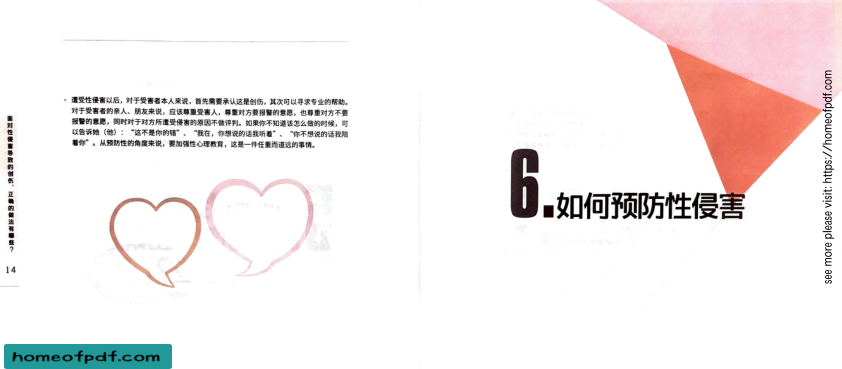 遭受性侵害以后，对于受害者本人来说，首先需要承认这是创伤，其次可以寻求专业的帮助。
对于受害者的亲人、朋友来说，应该尊重受害人，尊重对方要报警的意愿，也尊重对方不要
报警的意愿，同时对于对方所遭受侵害的原因不做评判。如果你不知道该怎么做的时候，可
以告诉她（他）：“这不是你的错”、“我在，你想说的话我听着”、“你不想说的话我陪
着你”。从预防性的角度来说，要加强性心理教育，这是一件任重而道远的事情。
面对性侵害导致的创伤，正确的做法有哪些？
14
6.如何预防性侵害
see more please visit: https://homeofpdf.com
homeofpdf.com